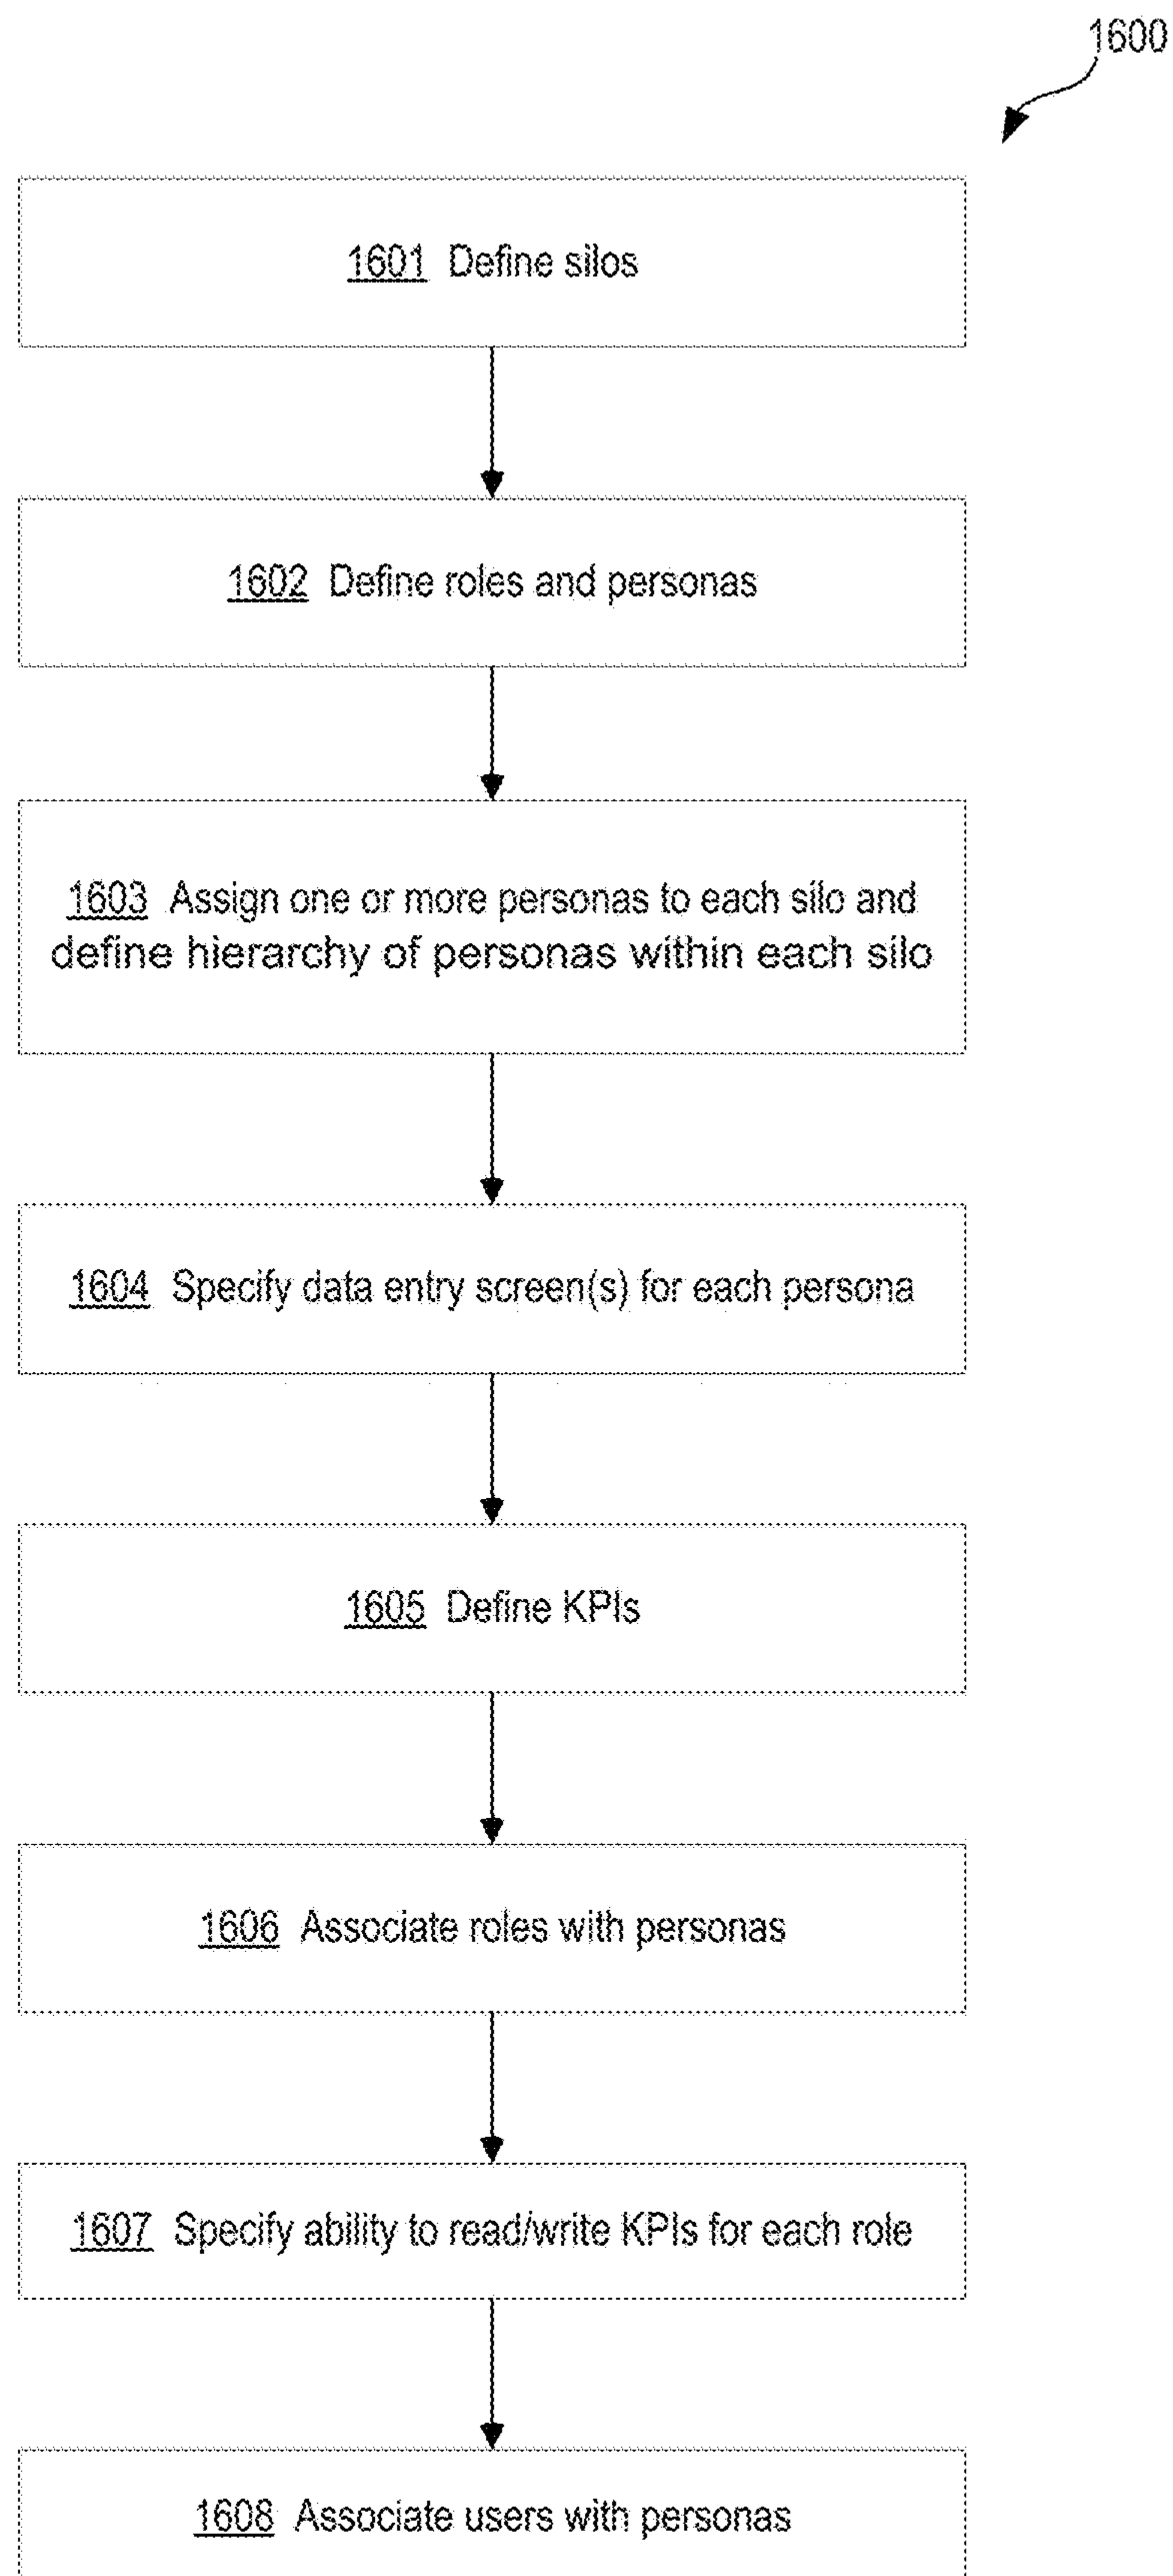 1600
1601 Define silos
1602 Define roles and personas
1603 Assign one or more personas to each silo and
define hierarchy of personas within each silo
1604 Specify data entry screen(s) for each persona
1605 Define KPIs
1606 Associate roles with personas
1607 Specify ability to read/write KPIs for each role
1608 Associate users with personas